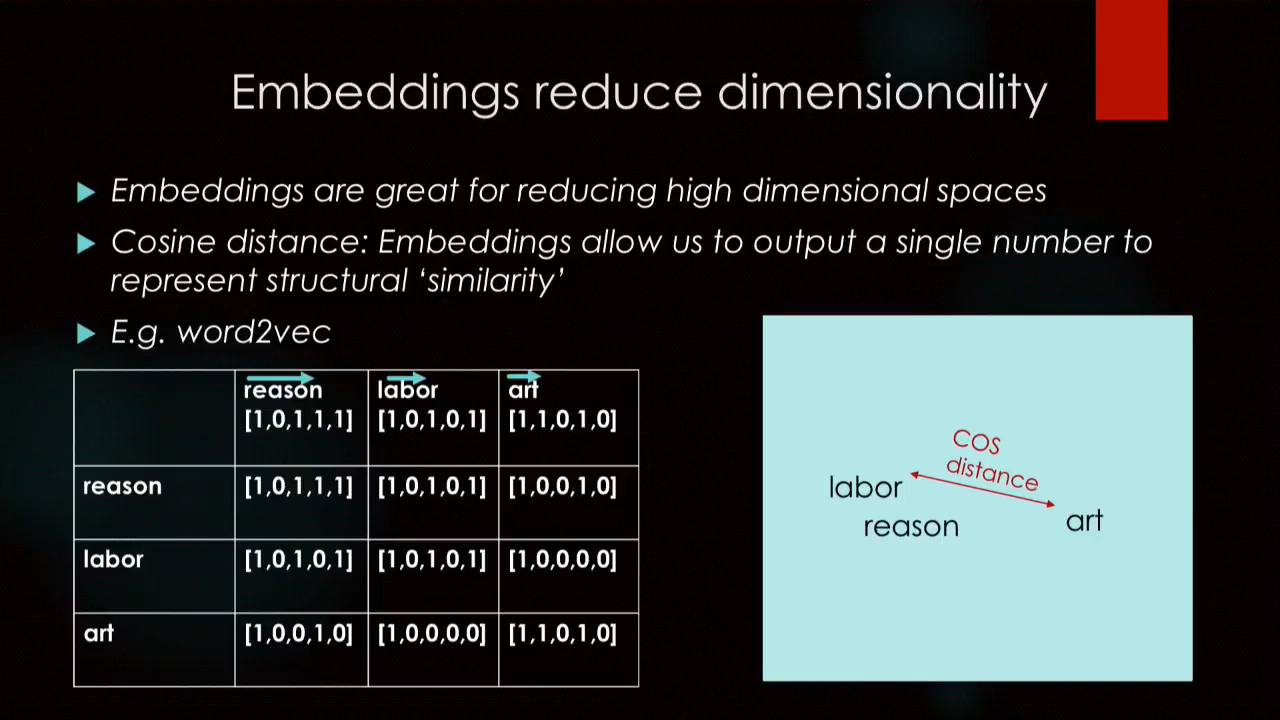 Embeddings reduce dimensionality
Embeddings are great for reducing high dimensional spaces
Cosine distance: Embeddings allow us to output a single number to
represent structural ‘similarity’
E.g. word2vec
reason labor art
[1,0,1,1,1] [1,0,1,0,1] [1,1,0,1,0]
reason [1,0,1,1,1] [1,0,1,0,1] [1,0,0,1,0]
labor [1,0,1,0,1] [1,0,1,0,1] [1,0,0,0,0]
art [1,0,0,1,0] [1,0,0,0,0] [1,1,0,1,0]
COS
distance
labor
reason
art